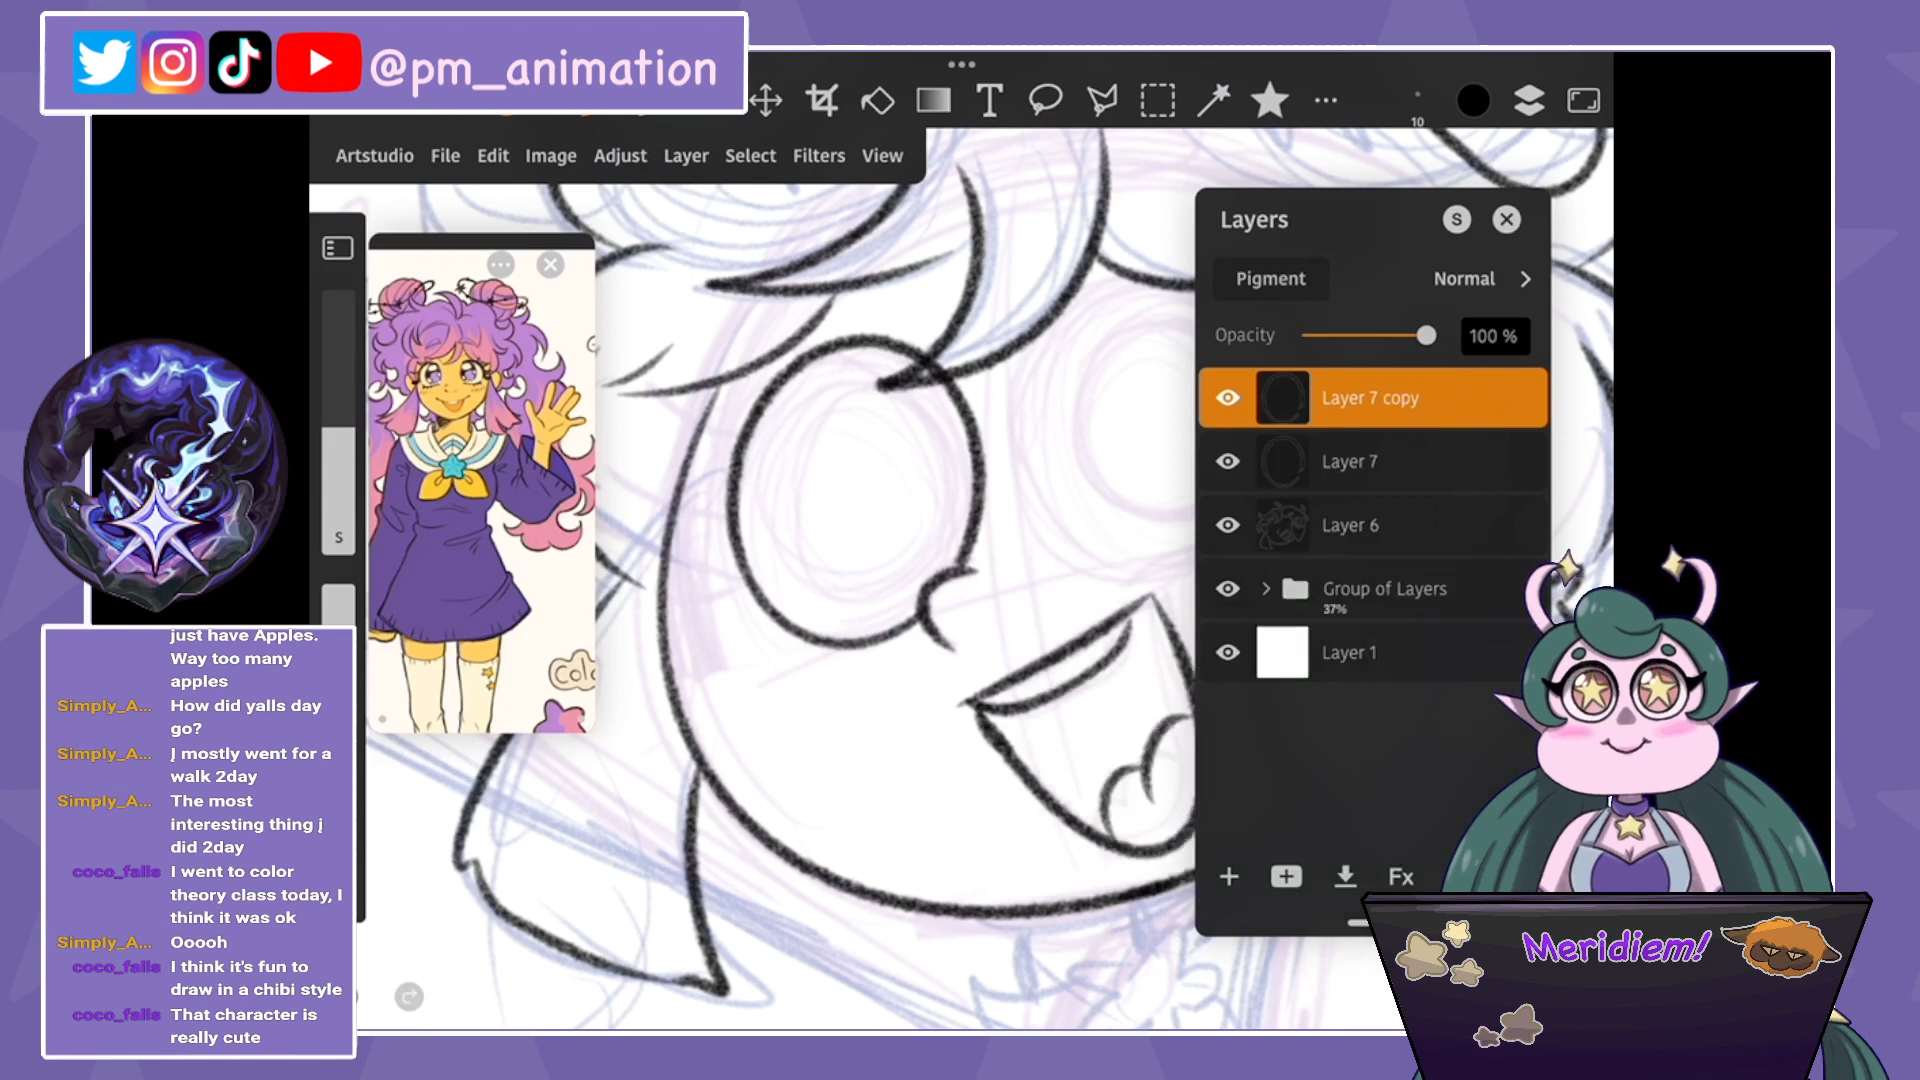 @pm_animation
T
10
Artstudio File Edit Image Adjust Layer Select Filters View
Layers S
Pigment Normal
Opacity 100 %
Layer 7 copy
Layer 7
Layer 6
Group of Layers
37%
Layer 1
Fx
S
just have Apples.
Way too many
apples
Simply_A... How did yalls day
go?
Simply_A... Į mostly went for a
walk 2day
Simply_A... The most
interesting thing į
did 2day
coco_falls I went to color
theory class today, I
think it was ok
Simply_A... Ooooh
coco_falls I think it's fun to
draw in a chibi style
coco_falls That character is
really cute
Meridiem!